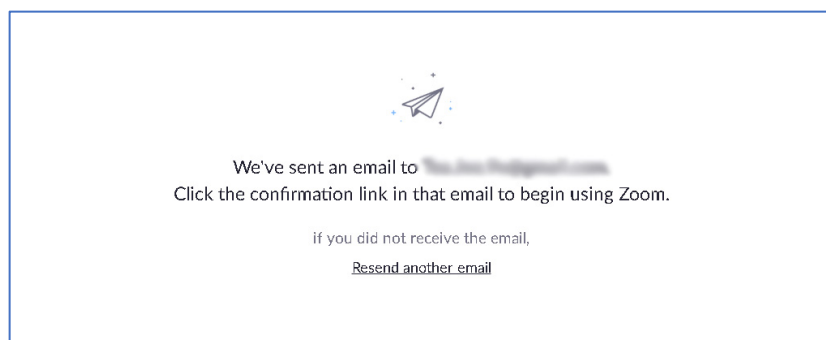 We've sent an email to
Click the confirmation link in that email to begin using Zoom.
if you did not receive the email,
Resend another email